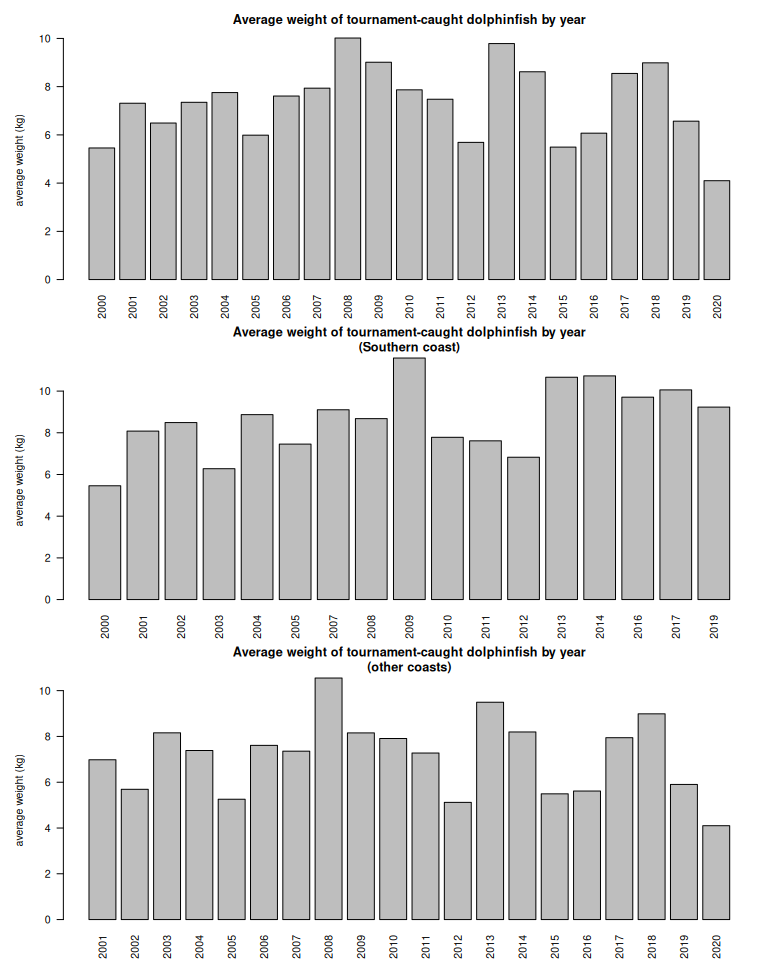 Average weight of tournament-caught dolphinfish by year
average weight (kg)
10
8
6
4
2
0
2000 2001 2002 2003 2004 2005 2006 2007 2008 2009 2010 2011 2012 2013 2014 2015 2016 2017 2018 2019 2020
Average weight of tournament-caught dolphinfish by year
(Southern coast)
average weight (kg)
10
8
6
4
2
0
2000 2001 2002 2003 2004 2005 2007 2008 2009 2010 2011 2012 2013 2014 2016 2017 2019
Average weight of tournament-caught dolphinfish by year
(other coasts)
average weight (kg)
10
8
6
4
2
0
2001 2002 2003 2004 2005 2006 2007 2008 2009 2010 2011 2012 2013 2014 2015 2016 2017 2018 2019 2020